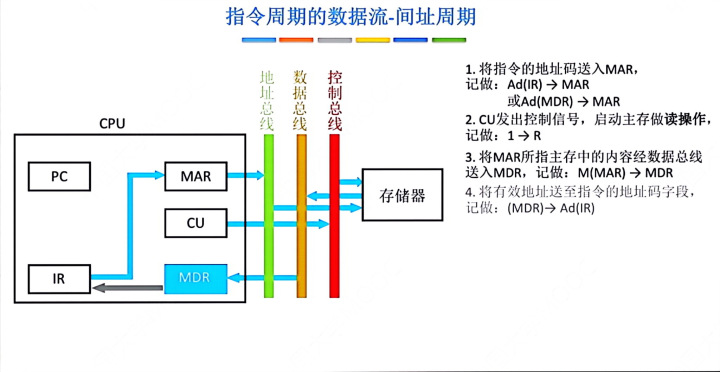 指令周期的数据流-间址周期
地址总线
数据总线
控制总线
CPU
PC
MAR
CU
IR
MDR
存储器
1. 将指令的地址码送入MAR，
记做：Ad(IR) → MAR
或Ad(MDR) → MAR
2. CU发出控制信号，启动主存做读操作，
记做：1 → R
3. 将MAR所指主存中的内容经数据总线
送入MDR，记做：M(MAR) → MDR
4. 将有效地址送至指令的地址码字段，
记做：(MDR)→ Ad(IR)